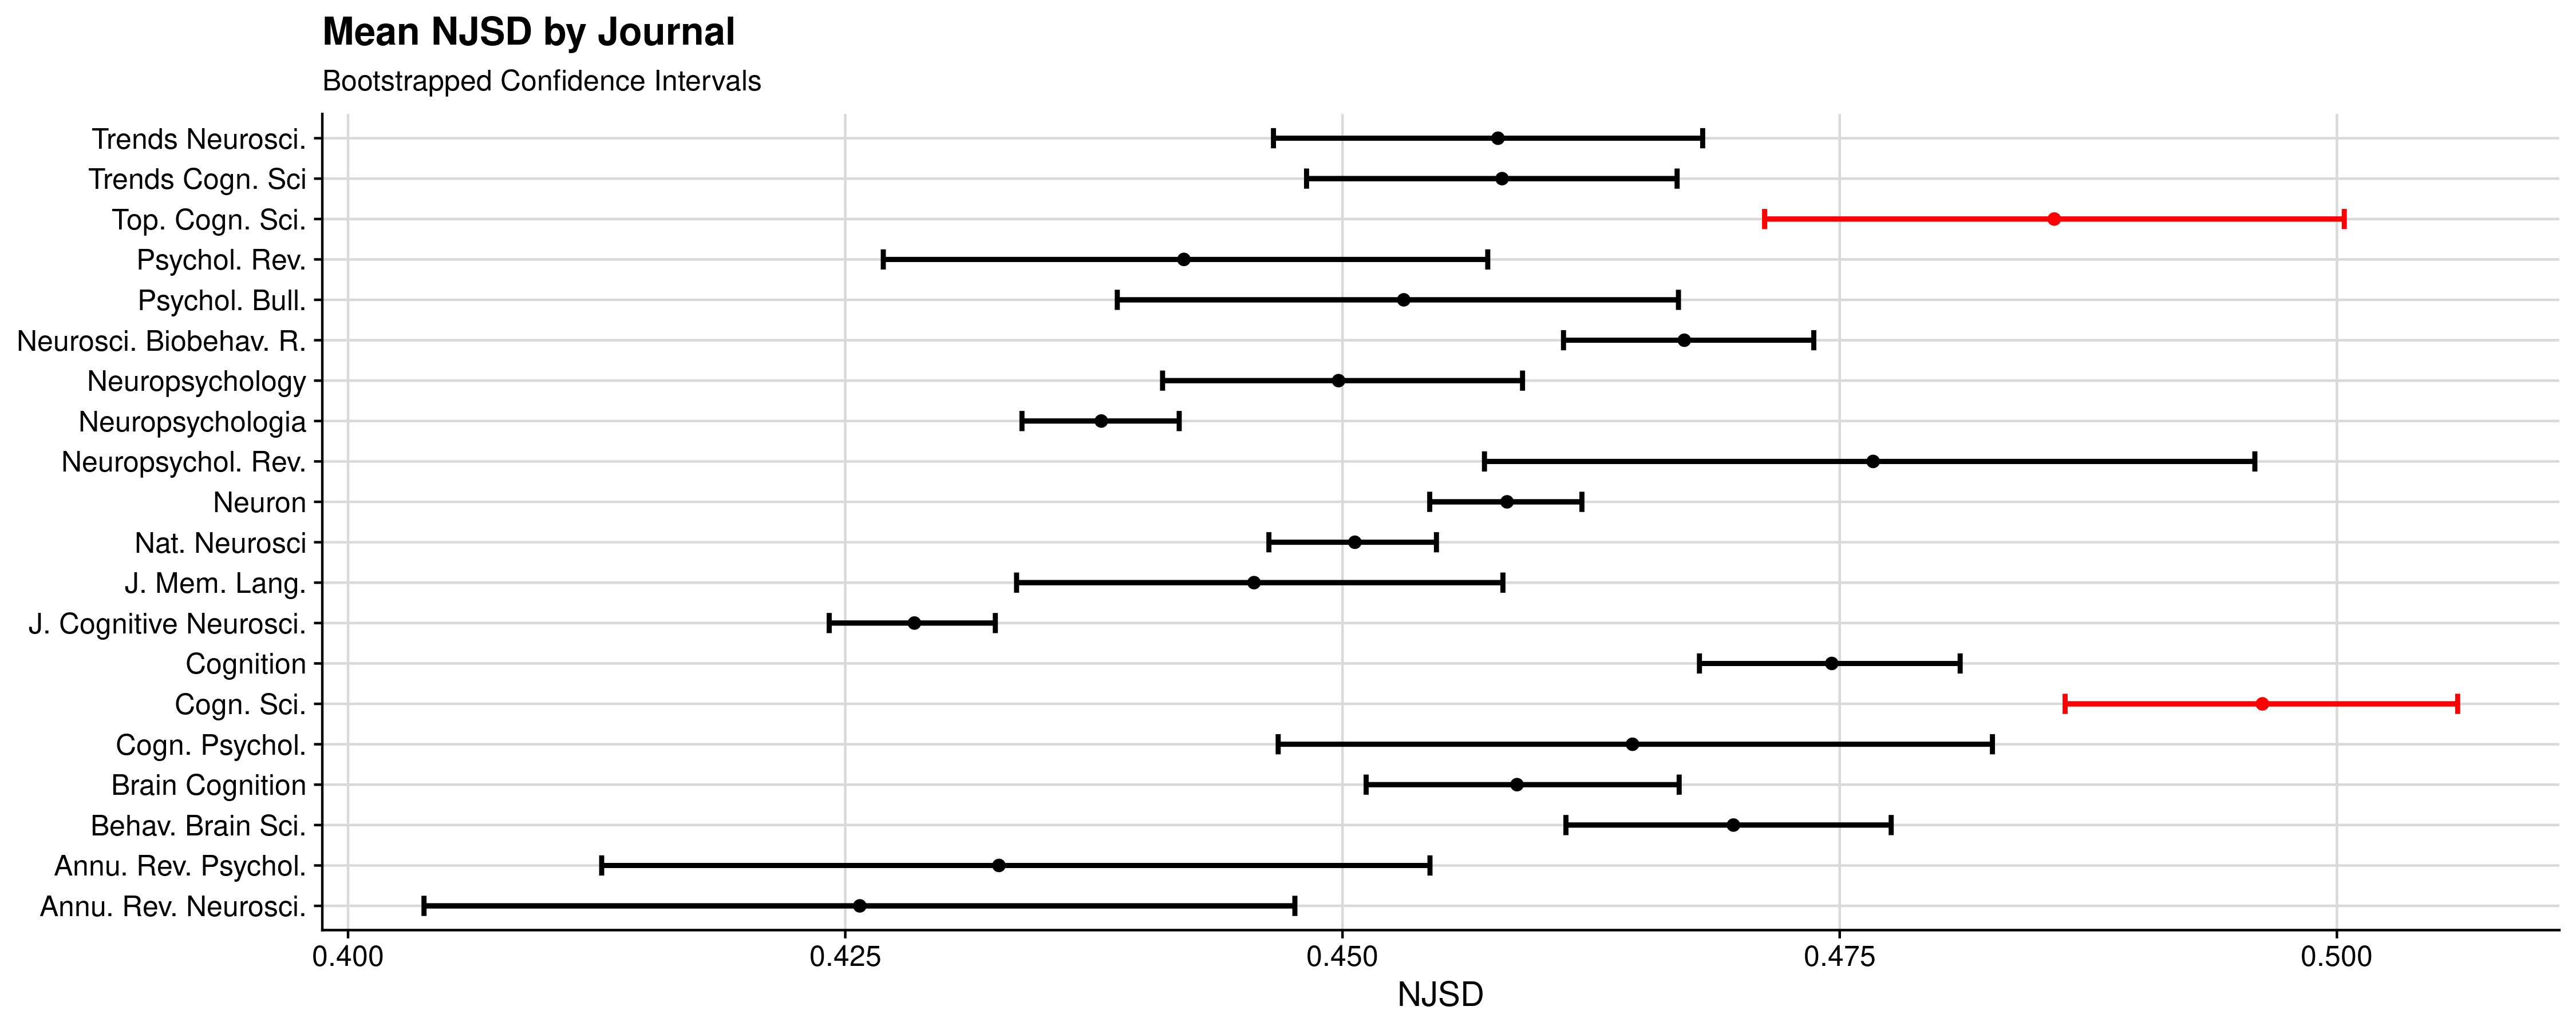 Mean NJSD by Journal
Bootstrapped Confidence Intervals
Trends Neurosci.
Trends Cogn. Sci
Top. Cogn. Sci.
Psychol. Rev.
Psychol. Bull.
Neurosci. Biobehav. R.
Neuropsychology
Neuropsychologia
Neuropsychol. Rev.
Neuron
Nat. Neurosci
J. Mem. Lang.
J. Cognitive Neurosci.
Cognition
Cogn. Sci.
Cogn. Psychol.
Brain Cognition
Behav. Brain Sci.
Annu. Rev. Psychol.
Annu. Rev. Neurosci.
0.400 0.425 0.450 0.475 0.500
NJSD